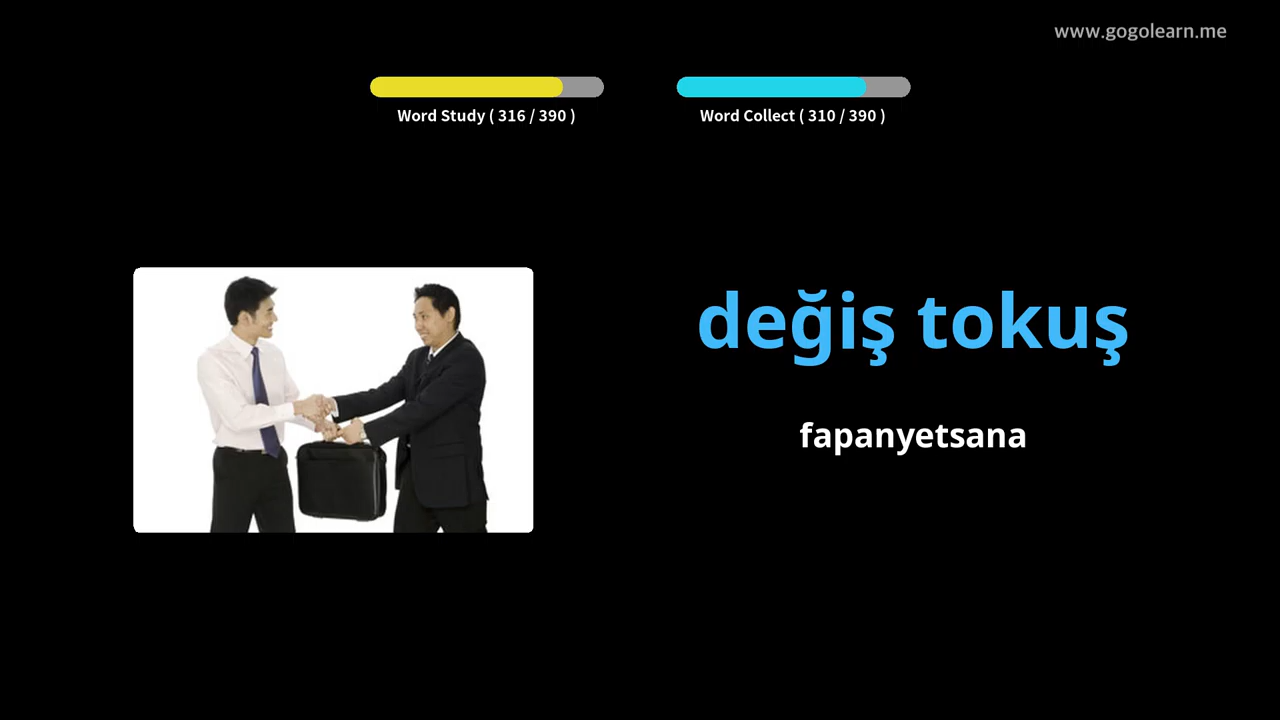 www.gogolearn.me
Word Study ( 316 / 390 )
Word Collect ( 310 / 390 )
değiş tokuş
fapanyetsana